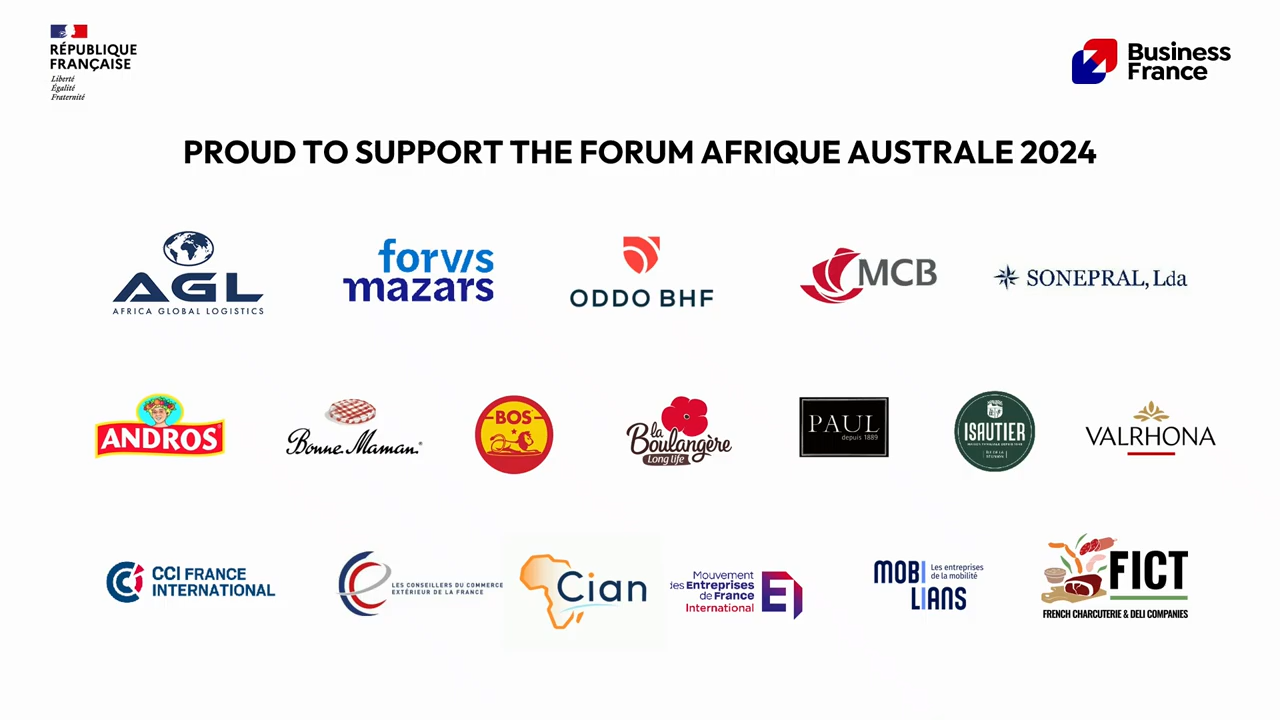 RÉPUBLIQUE
FRANÇAISE
Liberté
Égalité
Fraternité
Business
France
PROUD TO SUPPORT THE FORUM AFRIQUE AUSTRALE 2024
AGL
AFRICA GLOBAL LOGISTICS
forvis
mazars
ODDO BHF
MCB
SONEPRAL, Lda
ANDROS
Bonne Maman
BOS
la
Boulangère
Long life
PAUL
depuis 1889
ISAUTIER
VALRHONA
CCI FRANCE
INTERNATIONAL
LES CONSEILLERS DU COMMERCE
EXTÉRIEUR DE LA FRANCE
Cian
Mouvement
des Entreprises
de France
International
MOBI
LIANS
Les entreprises
de la mobilité
FICT
FRENCH CHARCUTERIE & DELI COMPANIES